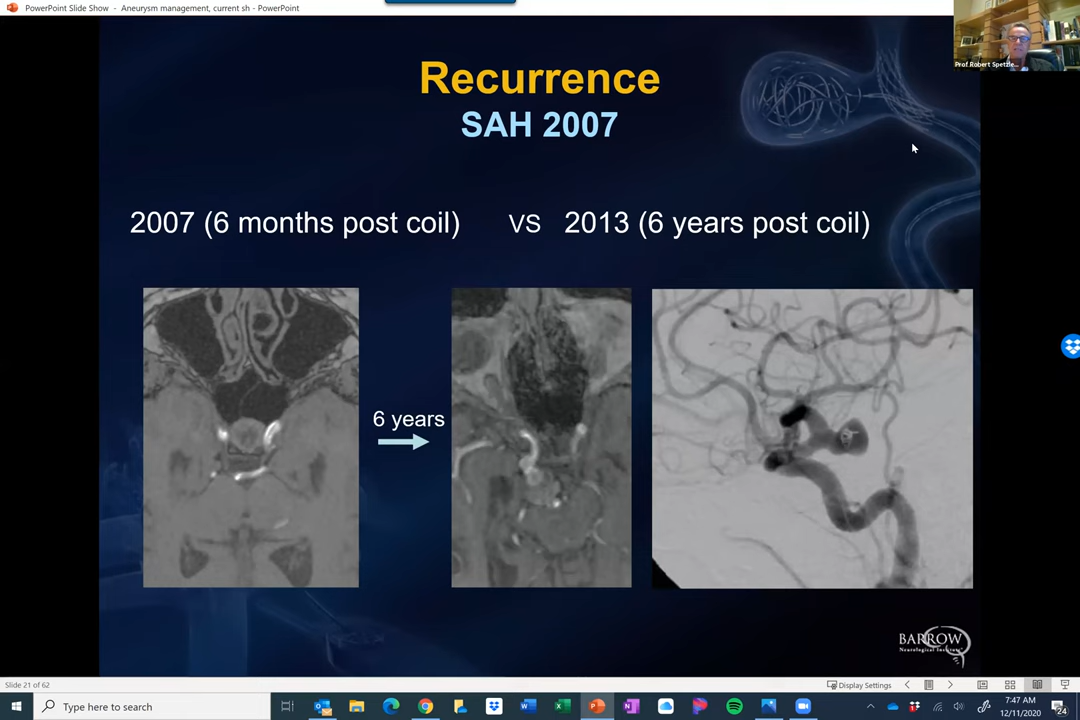 PowerPoint Slide Show - Aneurysm management, current sh - PowerPoint
Prof.Robert Spetzle...
Recurrence
SAH 2007
2007 (6 months post coil) VS 2013 (6 years post coil)
6 years
BARROW
Neurological Institute
Slide 21 of 62
Display Settings
Type here to search
7:47 AM
12/11/2020
24